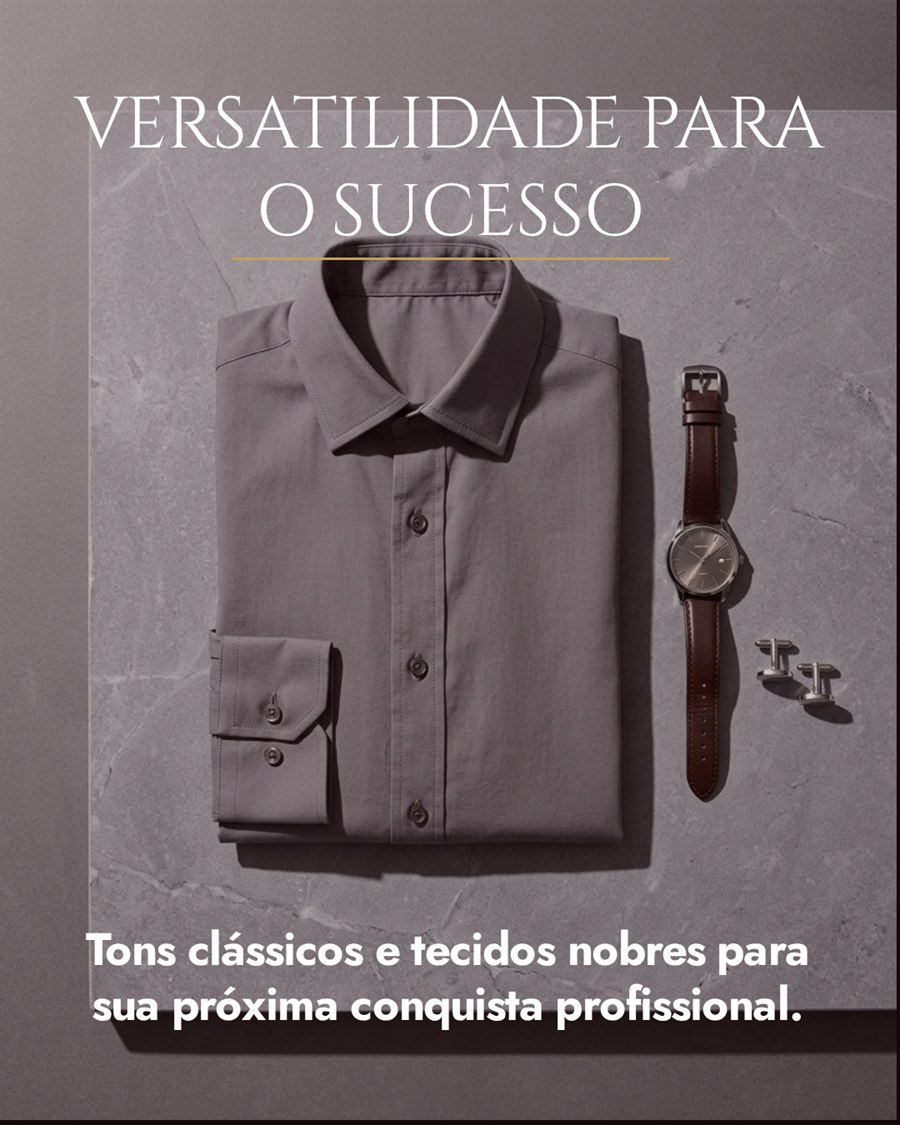 VERSATILIDADE PARA
O SUCESSO
Tons clássicos e tecidos nobres para
sua próxima conquista profissional.